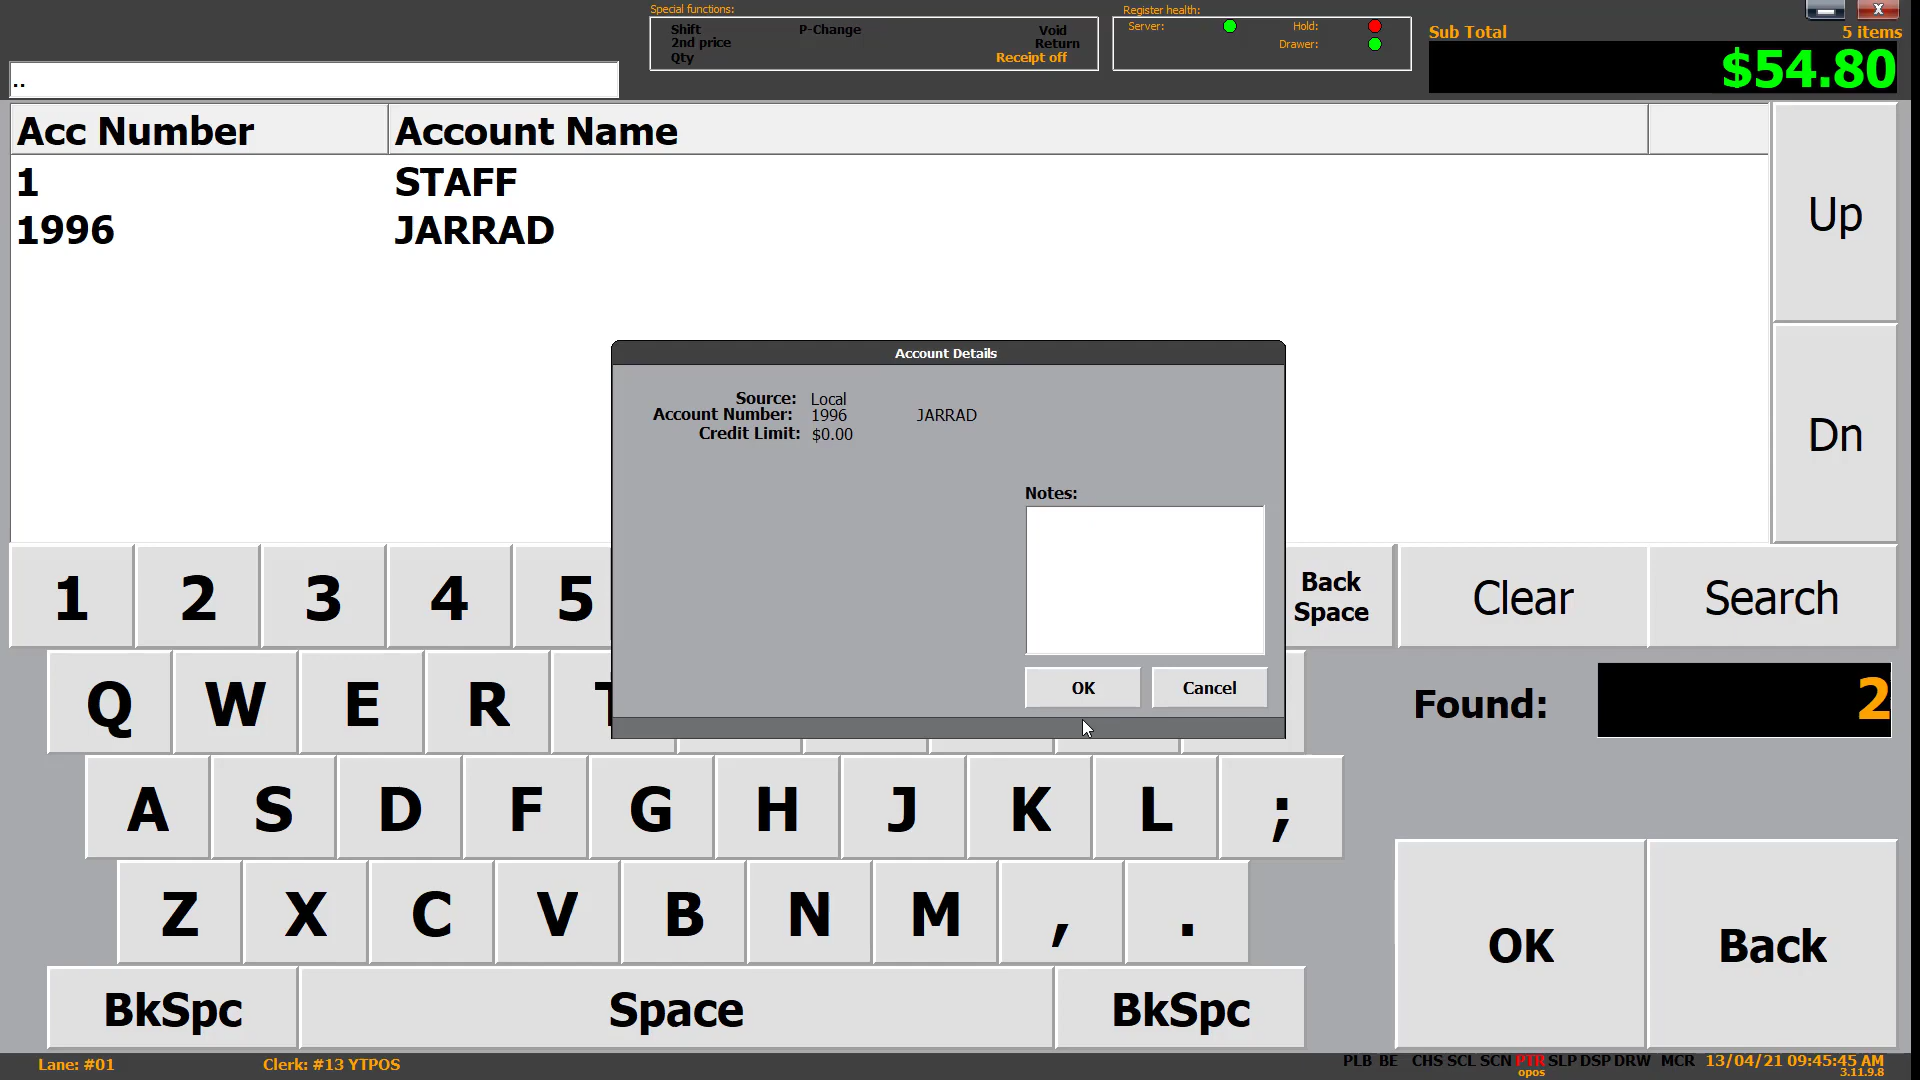 Special functions:
Shift P-Change Void
2nd price Return
Qty Receipt off
Register health:
Server: Hold:
Drawer:
X
Sub Total 5 items
$54.80
..
Acc Number Account Name
1 STAFF
1996 JARRAD
Up
Dn
Account Details
Source: Local
Account Number: 1996 JARRAD
Credit Limit: $0.00
Notes:
OK Cancel
1 2 3 4 5 Back Space Clear Search
Q W E R T
Found: 2
A S D F G H J K L ;
Z X C V B N M , .
OK Back
BkSpc Space BkSpc
Lane: #01 Clerk: #13 YTPOS
PLB BE CHS SCL SCN PTR SLP DSP DRW MCR 13/04/21 09:45:45 AM
opos 3.11.9.8